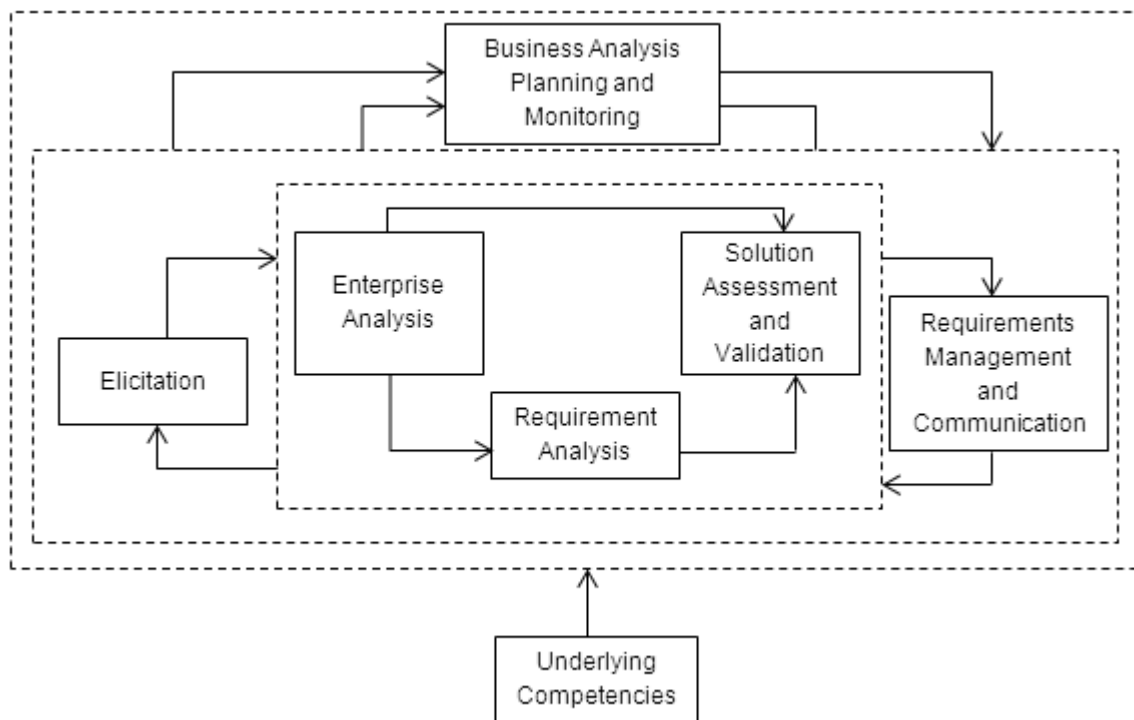 Business Analysis
Planning and
Monitoring
Enterprise
Analysis
Solution
Assessment
and
Validation
Elicitation
Requirement
Analysis
Requirements
Management
and
Communication
Underlying
Competencies